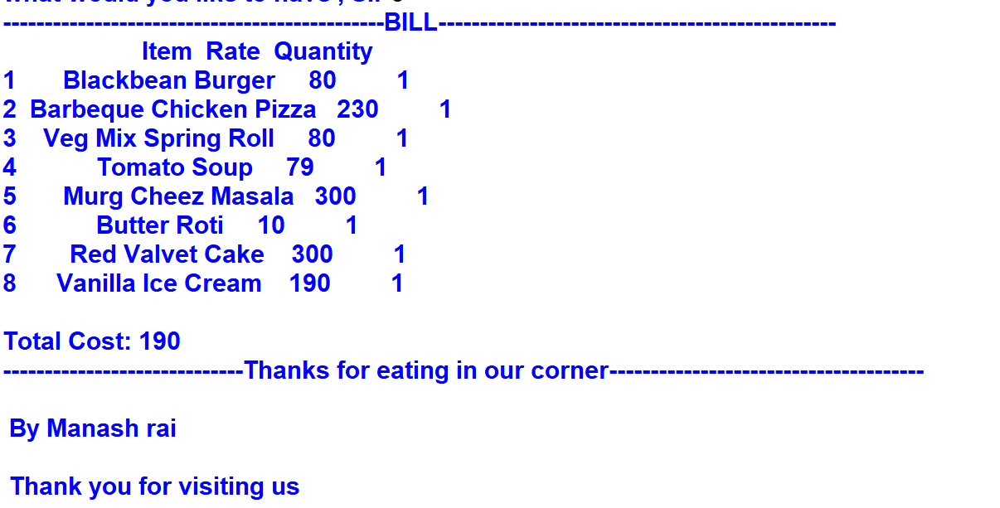 What would you like to have , Sir
---------------------------------------------BILL------------------------------------------------
Item Rate Quantity
1 Blackbean Burger 80 1
2 Barbeque Chicken Pizza 230 1
3 Veg Mix Spring Roll 80 1
4 Tomato Soup 79 1
5 Murg Cheez Masala 300 1
6 Butter Roti 10 1
7 Red Valvet Cake 300 1
8 Vanilla Ice Cream 190 1
Total Cost: 190
-----------------------------Thanks for eating in our corner--------------------------------------
By Manash rai
Thank you for visiting us